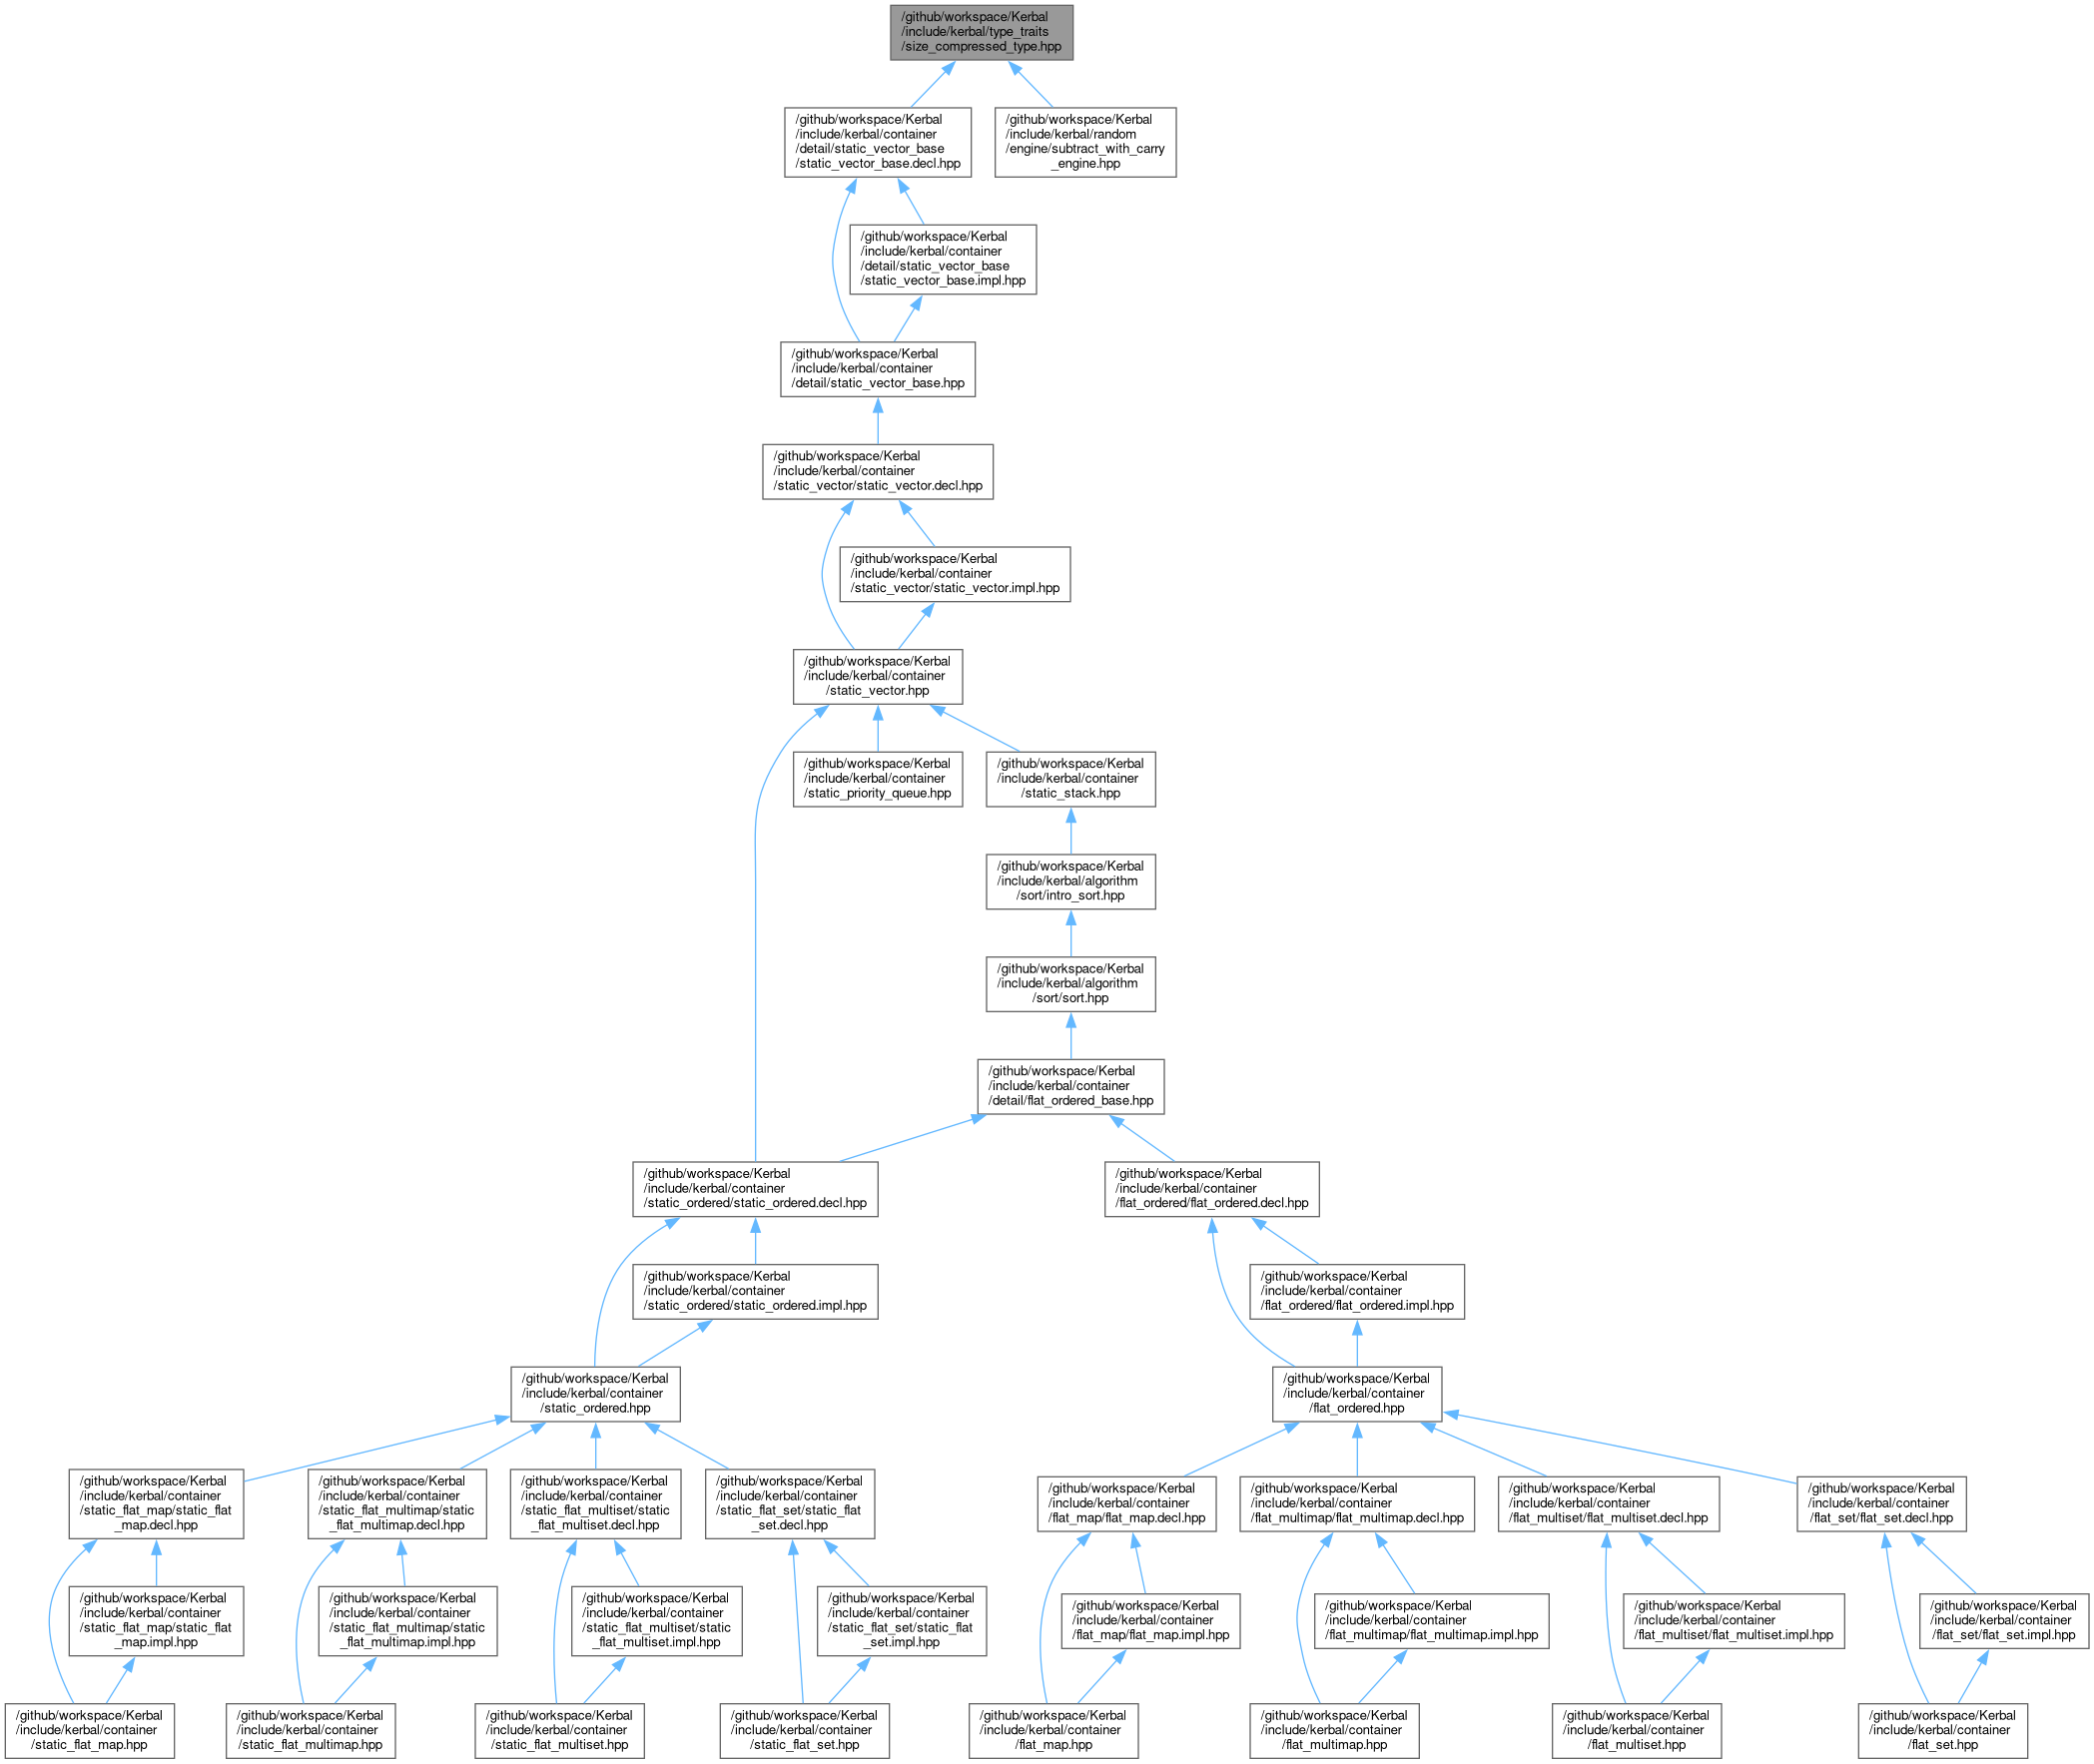 /github/workspace/Kerbal
/include/kerbal/type_traits
/size_compressed_type.hpp
/github/workspace/Kerbal
/include/kerbal/container
/detail/static_vector_base
/static_vector_base.decl.hpp
/github/workspace/Kerbal
/include/kerbal/random
/engine/subtract_with_carry
_engine.hpp
/github/workspace/Kerbal
/include/kerbal/container
/detail/static_vector_base
/static_vector_base.impl.hpp
/github/workspace/Kerbal
/include/kerbal/container
/detail/static_vector_base.hpp
/github/workspace/Kerbal
/include/kerbal/container
/static_vector/static_vector.decl.hpp
/github/workspace/Kerbal
/include/kerbal/container
/static_vector/static_vector.impl.hpp
/github/workspace/Kerbal
/include/kerbal/container
/static_vector.hpp
/github/workspace/Kerbal
/include/kerbal/container
/static_priority_queue.hpp
/github/workspace/Kerbal
/include/kerbal/container
/static_stack.hpp
/github/workspace/Kerbal
/include/kerbal/algorithm
/sort/intro_sort.hpp
/github/workspace/Kerbal
/include/kerbal/algorithm
/sort/sort.hpp
/github/workspace/Kerbal
/include/kerbal/container
/detail/flat_ordered_base.hpp
/github/workspace/Kerbal
/include/kerbal/container
/static_ordered/static_ordered.decl.hpp
/github/workspace/Kerbal
/include/kerbal/container
/flat_ordered/flat_ordered.decl.hpp
/github/workspace/Kerbal
/include/kerbal/container
/static_ordered/static_ordered.impl.hpp
/github/workspace/Kerbal
/include/kerbal/container
/flat_ordered/flat_ordered.impl.hpp
/github/workspace/Kerbal
/include/kerbal/container
/static_ordered.hpp
/github/workspace/Kerbal
/include/kerbal/container
/flat_ordered.hpp
/github/workspace/Kerbal
/include/kerbal/container
/static_flat_map/static_flat
_map.decl.hpp
/github/workspace/Kerbal
/include/kerbal/container
/static_flat_multimap/static
_flat_multimap.decl.hpp
/github/workspace/Kerbal
/include/kerbal/container
/static_flat_multiset/static
_flat_multiset.decl.hpp
/github/workspace/Kerbal
/include/kerbal/container
/static_flat_set/static_flat
_set.decl.hpp
/github/workspace/Kerbal
/include/kerbal/container
/flat_map/flat_map.decl.hpp
/github/workspace/Kerbal
/include/kerbal/container
/flat_multimap/flat_multimap.decl.hpp
/github/workspace/Kerbal
/include/kerbal/container
/flat_multiset/flat_multiset.decl.hpp
/github/workspace/Kerbal
/include/kerbal/container
/flat_set/flat_set.decl.hpp
/github/workspace/Kerbal
/include/kerbal/container
/static_flat_map/static_flat
_map.impl.hpp
/github/workspace/Kerbal
/include/kerbal/container
/static_flat_multimap/static
_flat_multimap.impl.hpp
/github/workspace/Kerbal
/include/kerbal/container
/static_flat_multiset/static
_flat_multiset.impl.hpp
/github/workspace/Kerbal
/include/kerbal/container
/static_flat_set/static_flat
_set.impl.hpp
/github/workspace/Kerbal
/include/kerbal/container
/flat_map/flat_map.impl.hpp
/github/workspace/Kerbal
/include/kerbal/container
/flat_multimap/flat_multimap.impl.hpp
/github/workspace/Kerbal
/include/kerbal/container
/flat_multiset/flat_multiset.impl.hpp
/github/workspace/Kerbal
/include/kerbal/container
/flat_set/flat_set.impl.hpp
/github/workspace/Kerbal
/include/kerbal/container
/static_flat_map.hpp
/github/workspace/Kerbal
/include/kerbal/container
/static_flat_multimap.hpp
/github/workspace/Kerbal
/include/kerbal/container
/static_flat_multiset.hpp
/github/workspace/Kerbal
/include/kerbal/container
/static_flat_set.hpp
/github/workspace/Kerbal
/include/kerbal/container
/flat_map.hpp
/github/workspace/Kerbal
/include/kerbal/container
/flat_multimap.hpp
/github/workspace/Kerbal
/include/kerbal/container
/flat_multiset.hpp
/github/workspace/Kerbal
/include/kerbal/container
/flat_set.hpp